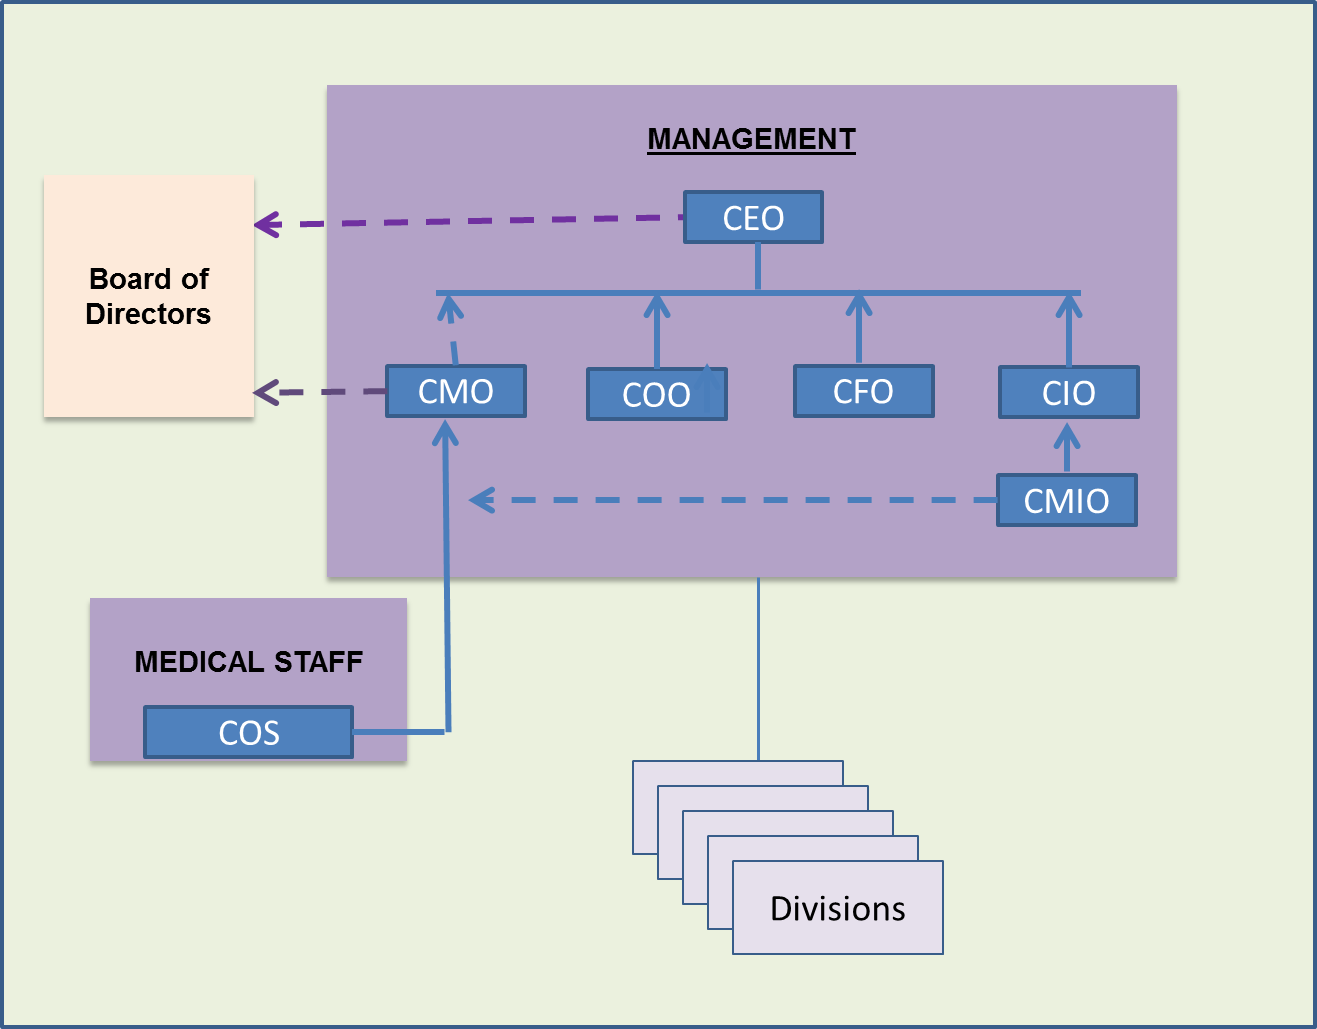 MANAGEMENT
CEO
Board of
Directors
CMO
COO
CFO
CIO
CMIO
MEDICAL STAFF
COS
Divisions